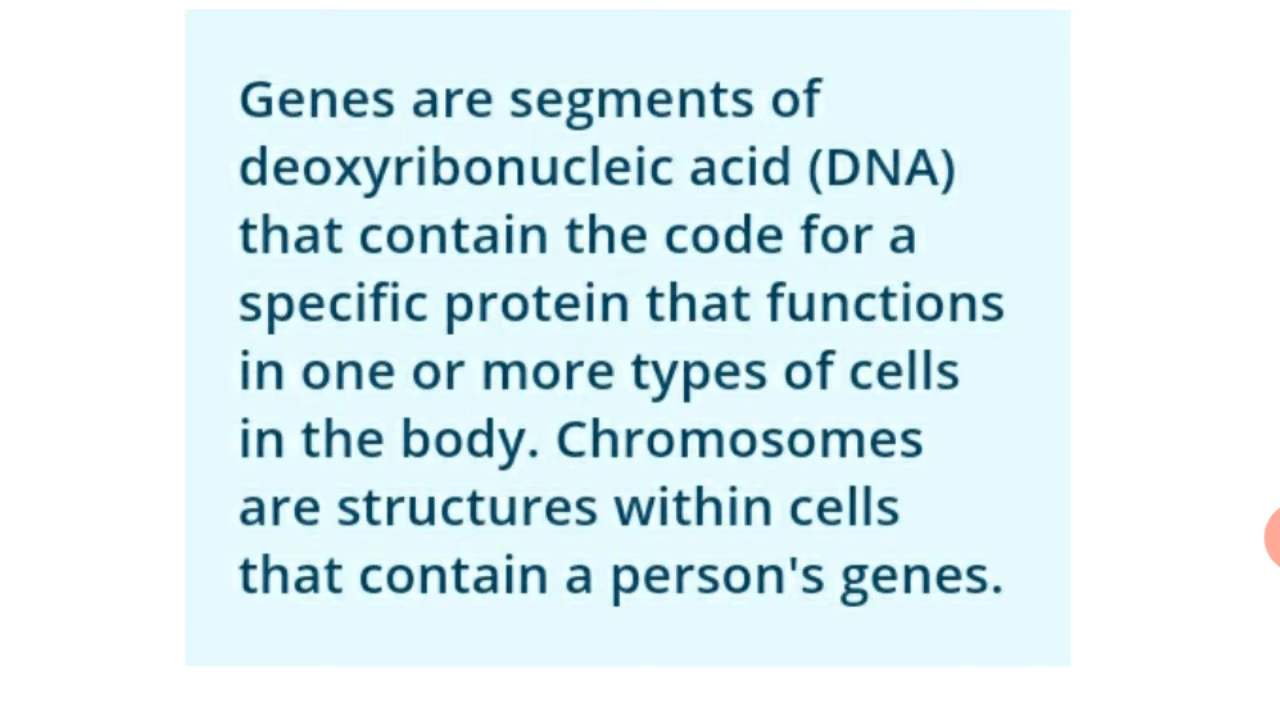 Genes are segments of
deoxyribonucleic acid (DNA)
that contain the code for a
specific protein that functions
in one or more types of cells
in the body. Chromosomes
are structures within cells
that contain a person's genes.